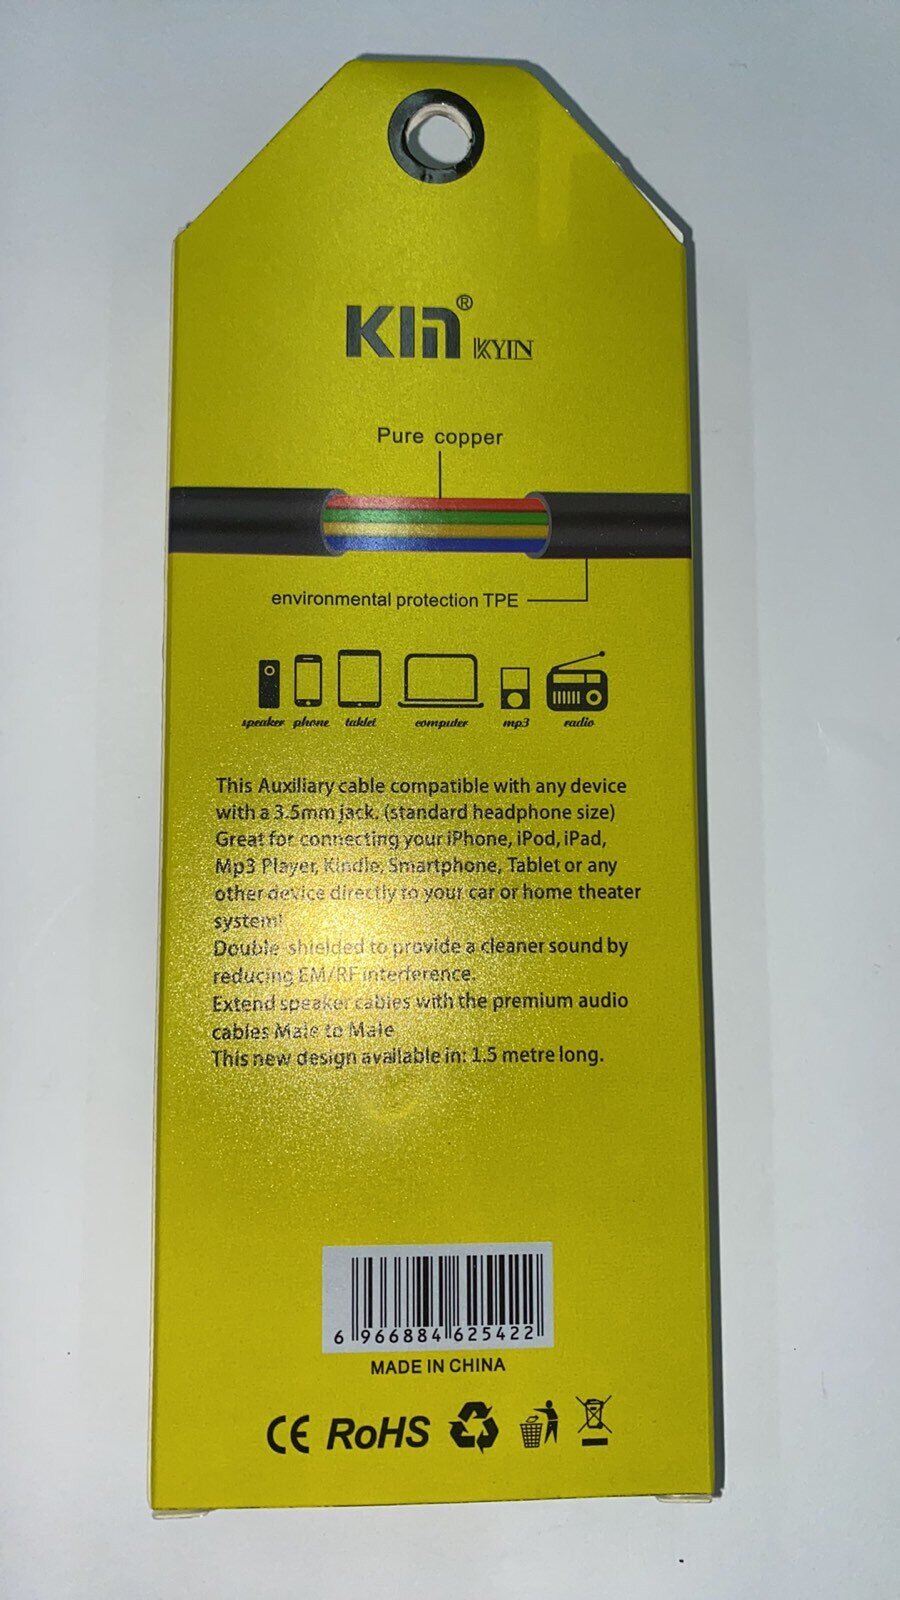 KIN® KYIN
Pure copper
environmental protection TPE
speaker phone tablet computer mp3 radio
This Auxiliary cable compatible with any device
with a 3.5mm jack. (standard headphone size)
Great for connecting your iPhone, iPod, iPad,
Mp3 Player, Kindle, Smartphone, Tablet or any
other device directly to your car or home theater
system!
Double-shielded to provide a cleaner sound by
reducing EM/RF interference.
Extend speaker cables with the premium audio
cables Male to Male
This new design available in: 1.5 metre long.
6 966884 625422
MADE IN CHINA
CE RoHS